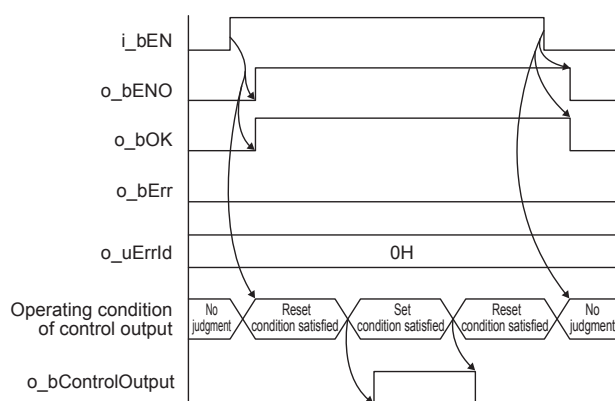 i_bEN
o_bENO
o_bOK
o_bErr
o_uErrId
0H
Operating condition
of control output
No
judgment
Reset
condition satisfied
Set
condition satisfied
Reset
condition satisfied
No
judgment
o_bControlOutput